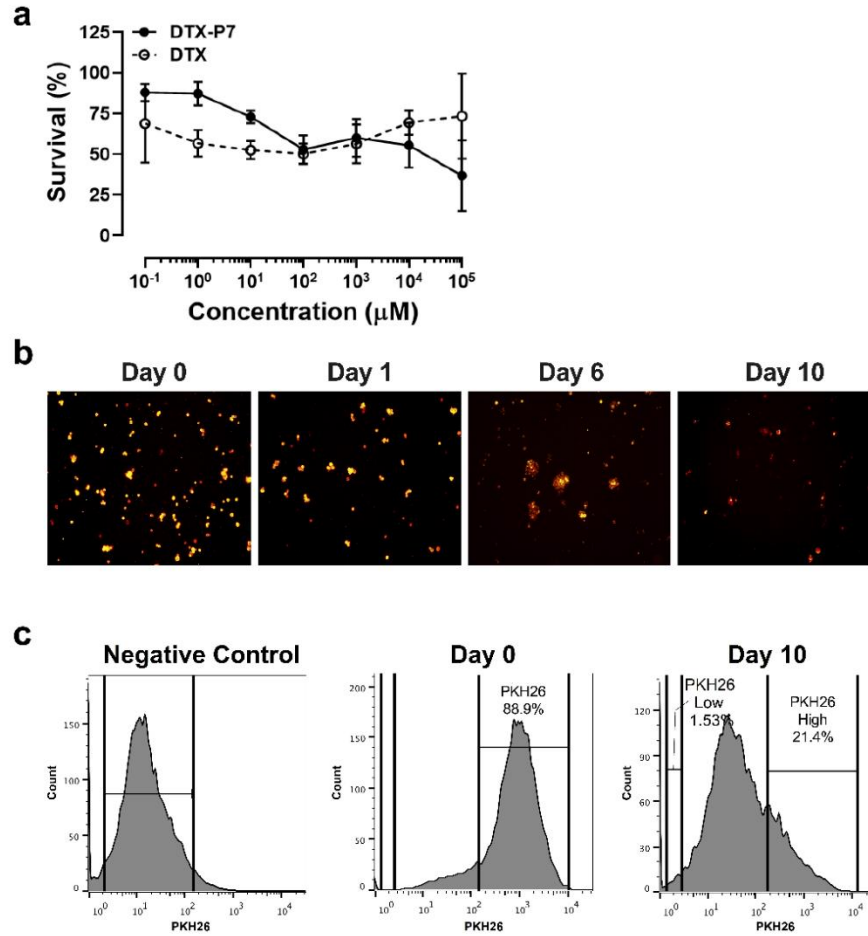 a
DTX-P7
DTX
125
100
75
50
25
0
Survival (%)
10⁻¹ 10⁰ 10¹ 10² 10³ 10⁴ 10⁵
Concentration (μM)
b
Day 0 Day 1 Day 6 Day 10
c
Negative Control
150
100
50
0
Count
10⁰ 10¹ 10² 10³ 10⁴
PKH26
Day 0
PKH26
88.9%
200
150
100
50
0
Count
10⁰ 10¹ 10² 10³ 10⁴
PKH26
Day 10
PKH26
Low
1.53%
PKH26
High
21.4%
120
90
60
30
0
Count
10⁰ 10¹ 10² 10³ 10⁴
PKH26